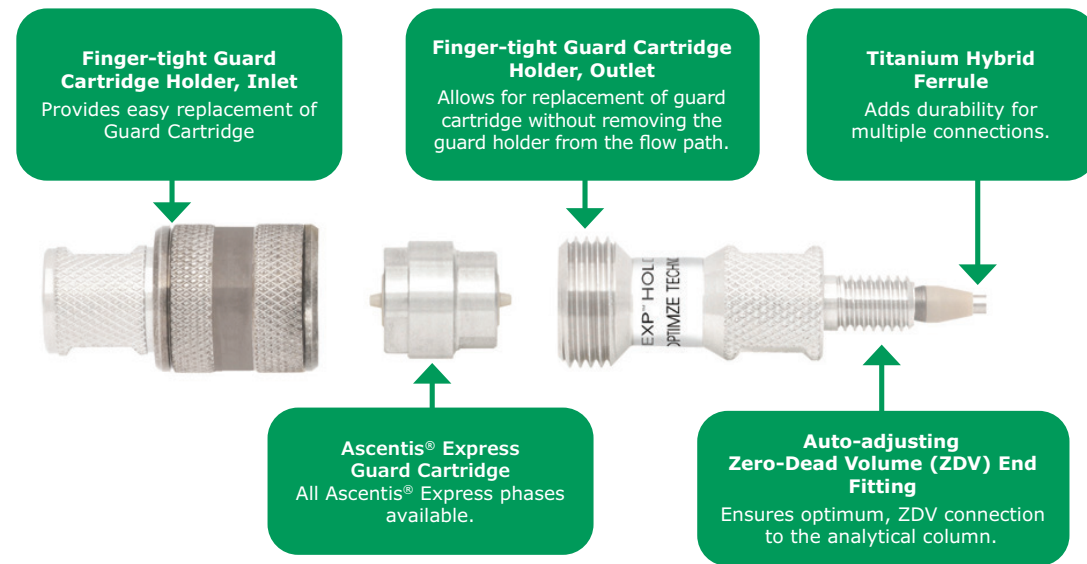 Finger-tight Guard
Cartridge Holder, Inlet
Provides easy replacement of
Guard Cartridge
Finger-tight Guard Cartridge
Holder, Outlet
Allows for replacement of guard
cartridge without removing the
guard holder from the flow path.
Titanium Hybrid
Ferrule
Adds durability for
multiple connections.
EXP™ HOLD
OPTIMZE TECHN
Ascentis® Express
Guard Cartridge
All Ascentis® Express phases
available.
Auto-adjusting
Zero-Dead Volume (ZDV) End
Fitting
Ensures optimum, ZDV connection
to the analytical column.